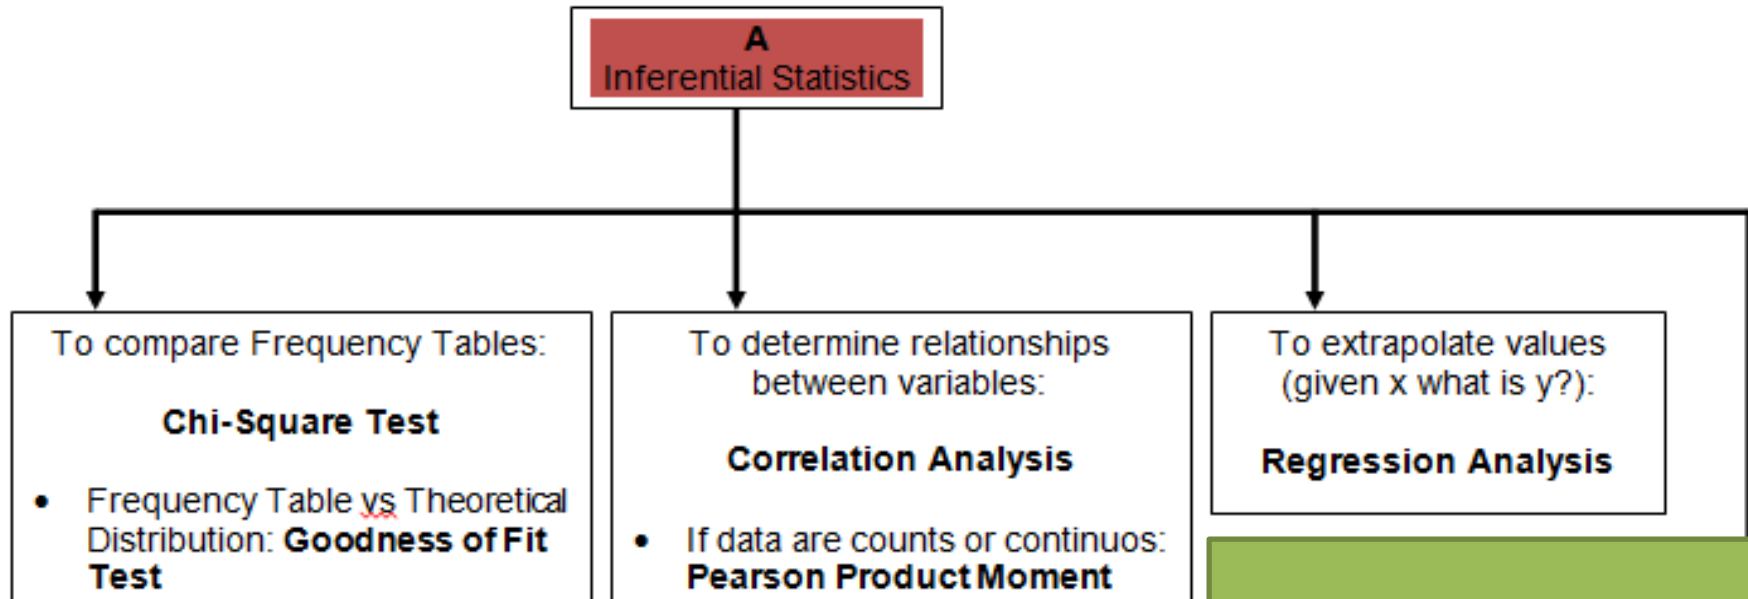 A
Inferential Statistics
To compare Frequency Tables:
Chi-Square Test
• Frequency Table vs Theoretical
Distribution: Goodness of Fit
Test
To determine relationships
between variables:
Correlation Analysis
• If data are counts or continuos:
Pearson Product Moment
To extrapolate values
(given x what is y?):
Regression Analysis